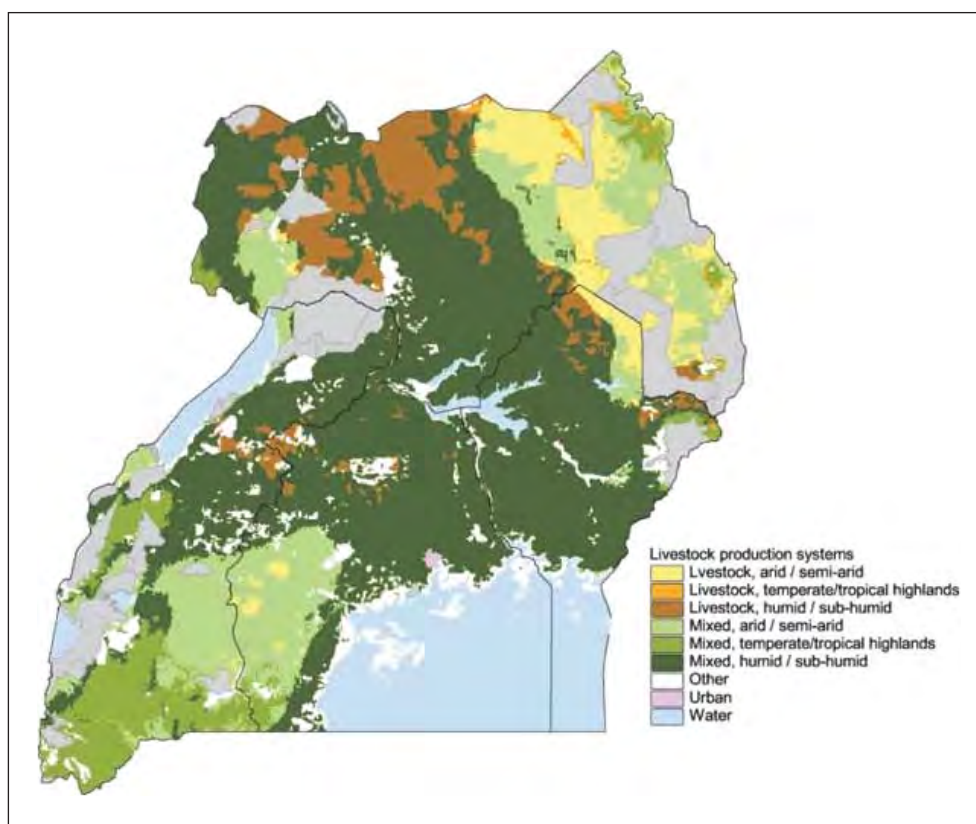 Livestock production systems
Lvestock, arid / semi-arid
Livestock, temperate/tropical highlands
Livestock, humid / sub-humid
Mixed, arid / semi-arid
Mixed, temperate/tropical highlands
Mixed, humid / sub-humid
Other
Urban
Water